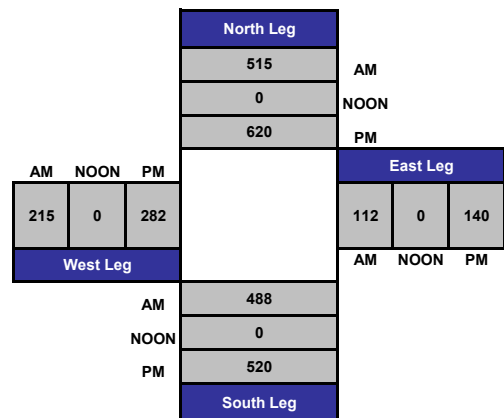 North Leg
515 AM
0 NOON
620 PM
AM NOON PM East Leg
215 0 282 112 0 140
West Leg AM NOON PM
AM 488
NOON 0
PM 520
South Leg